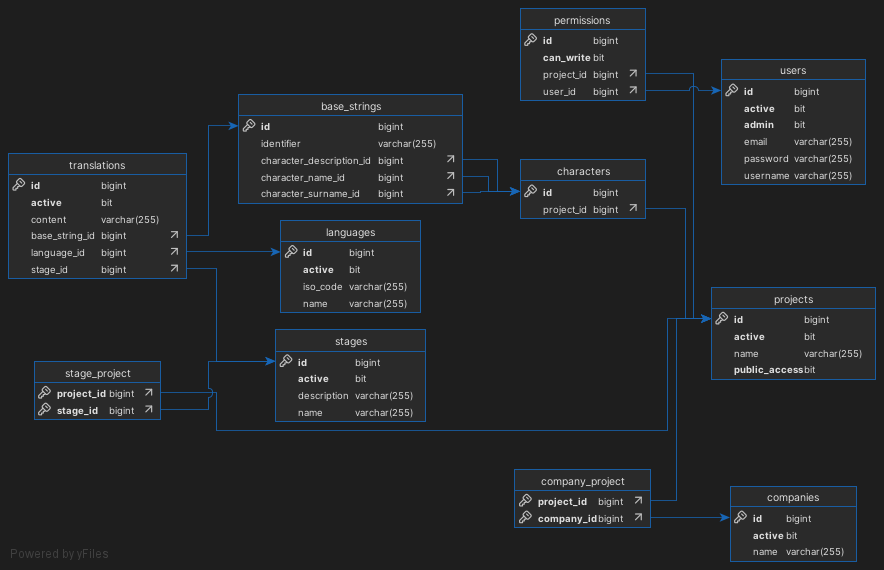 permissions
id bigint
can_write bit
project_id bigint
user_id bigint
users
id bigint
active bit
admin bit
email varchar(255)
password varchar(255)
username varchar(255)
base_strings
id bigint
identifier varchar(255)
character_description_id bigint
character_name_id bigint
character_surname_id bigint
translations
id bigint
active bit
content varchar(255)
base_string_id bigint
language_id bigint
stage_id bigint
characters
id bigint
project_id bigint
languages
id bigint
active bit
iso_code varchar(255)
name varchar(255)
projects
id bigint
active bit
name varchar(255)
public_access bit
stages
id bigint
active bit
description varchar(255)
name varchar(255)
stage_project
project_id bigint
stage_id bigint
company_project
project_id bigint
company_id bigint
companies
id bigint
active bit
name varchar(255)
Powered by yFiles